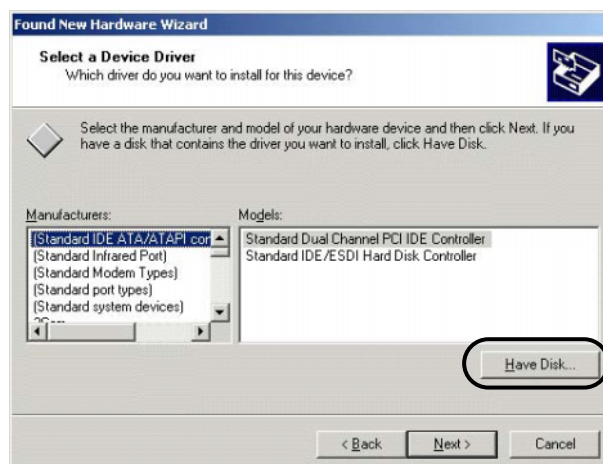 Found New Hardware Wizard
Select a Device Driver
Which driver do you want to install for this device?
Select the manufacturer and model of your hardware device and then click Next. If you
have a disk that contains the driver you want to install, click Have Disk.
Manufacturers:
Models:
(Standard IDE ATA/ATAPI cor
(Standard Infrared Port)
(Standard Modem Types)
(Standard port types)
(Standard system devices)
Standard Dual Channel PCI IDE Controller
Standard IDE/ESDI Hard Disk Controller
Have Disk...
< Back
Next >
Cancel